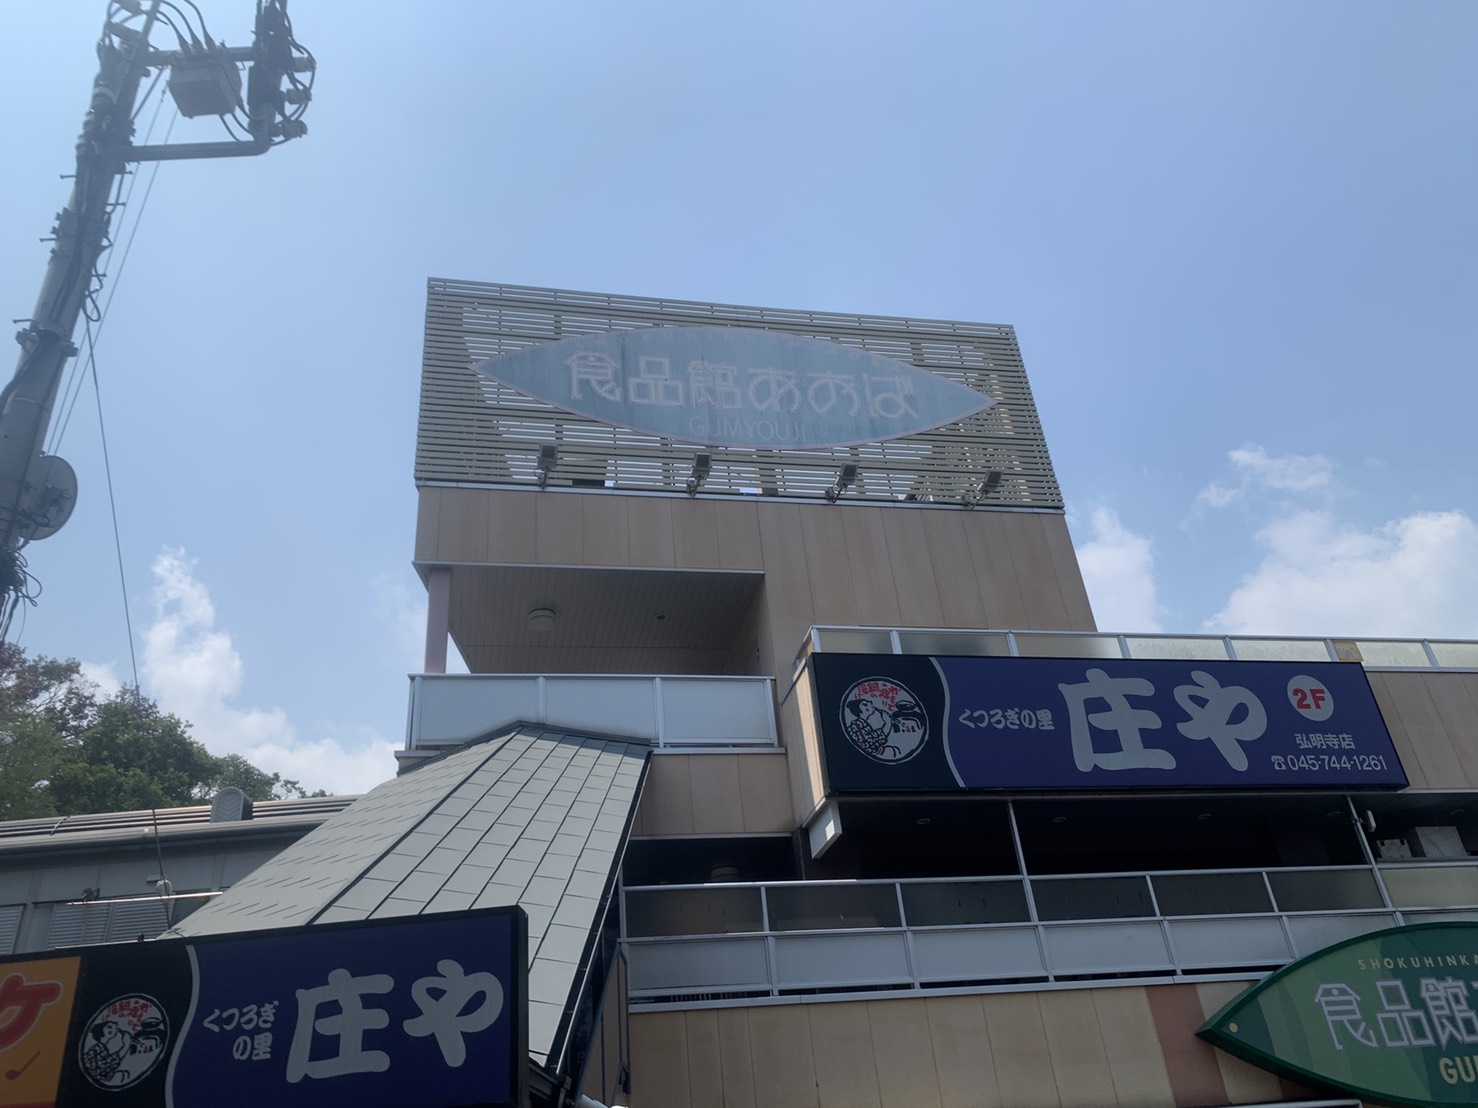 食品館あおば
GUMYOUJI
くつろぎの里
庄や
2F
弘明寺店
☎045-744-1261
くつろぎ
の里
庄や
ケ
SHOKUHINKA
食品館
GU